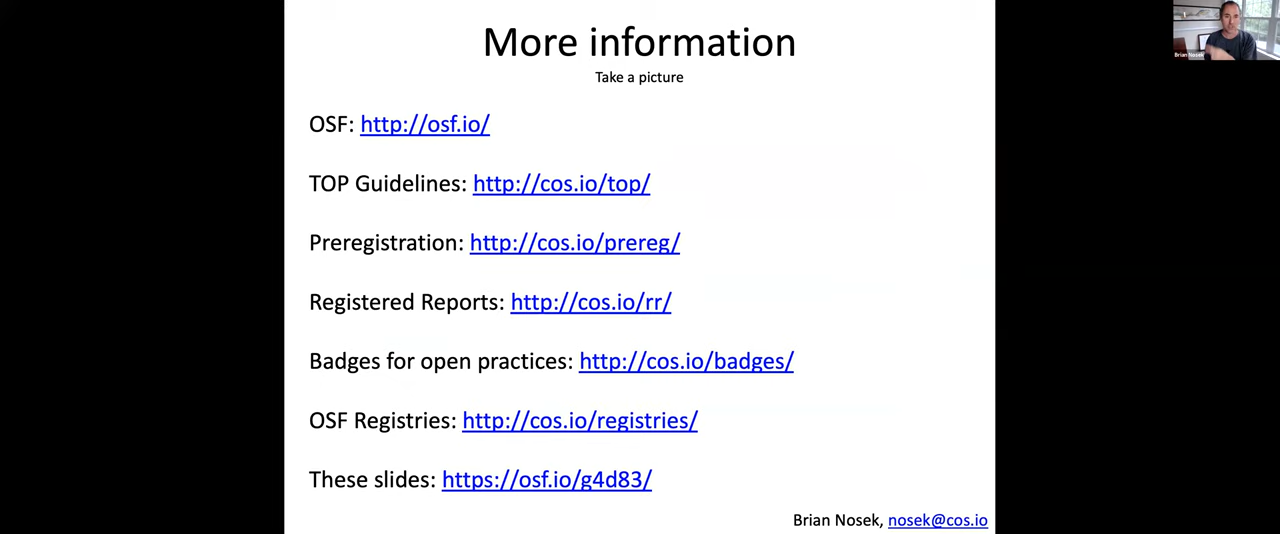 More information
Take a picture
OSF: http://osf.io/
TOP Guidelines: http://cos.io/top/
Preregistration: http://cos.io/prereg/
Registered Reports: http://cos.io/rr/
Badges for open practices: http://cos.io/badges/
OSF Registries: http://cos.io/registries/
These slides: https://osf.io/g4d83/
Brian Nosek, nosek@cos.io
Brian Nosek